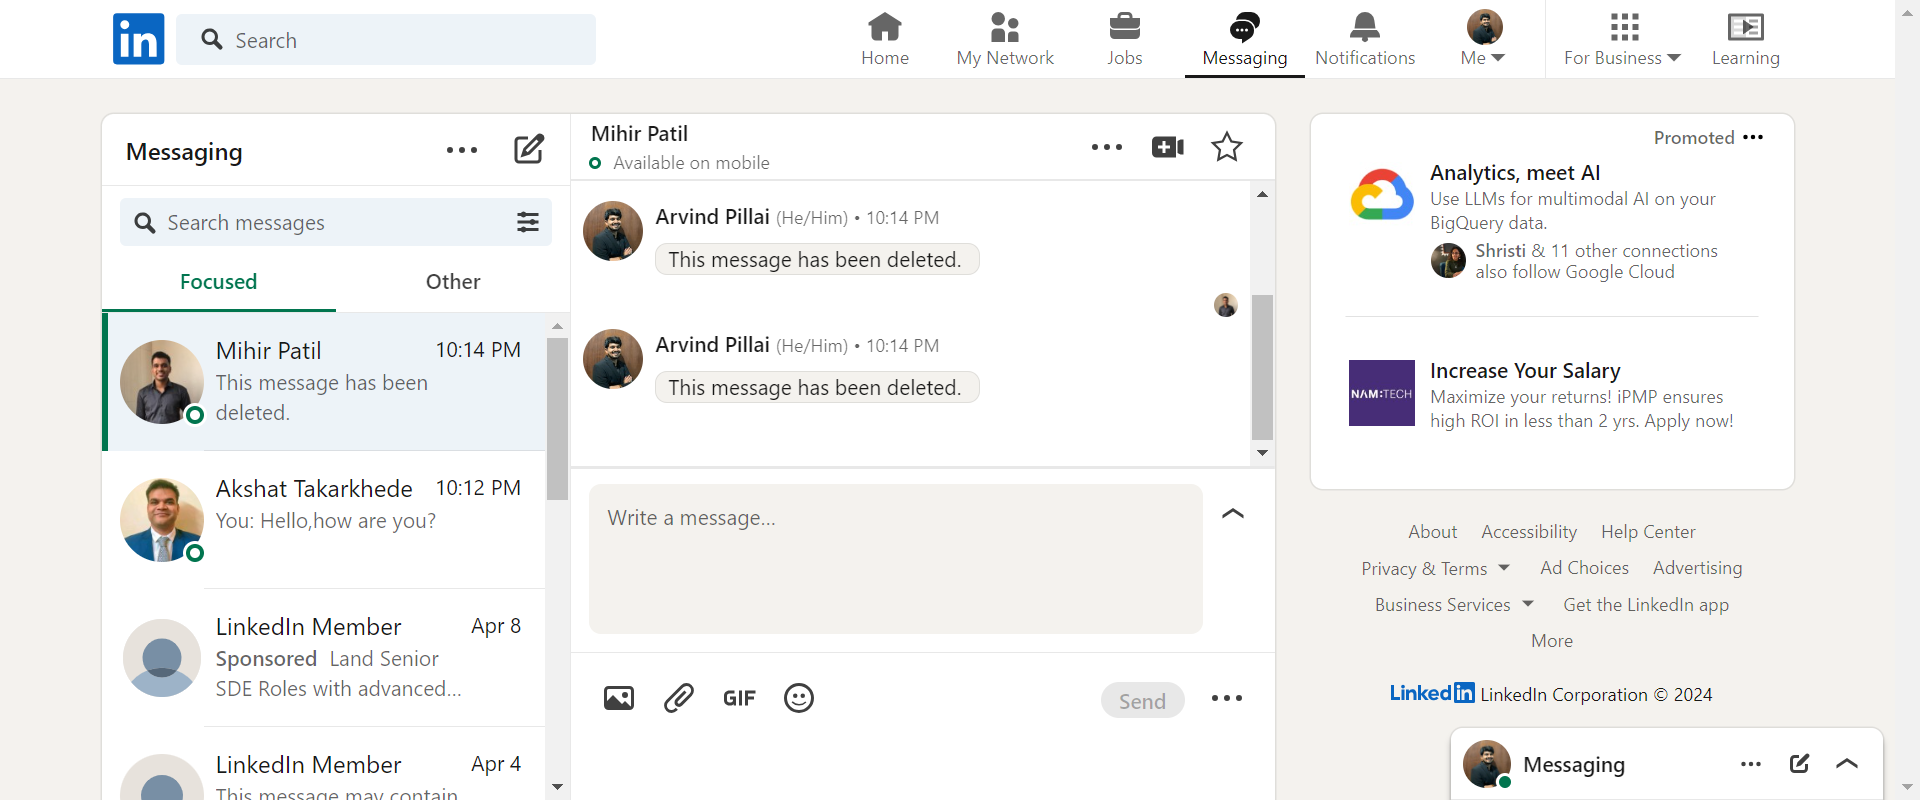 in
Search
Home
My Network
Jobs
Messaging
Notifications
Me
For Business
Learning
Messaging
Search messages
Focused
Other
Mihir Patil
10:14 PM
This message has been
deleted.
Akshat Takarkhede
10:12 PM
You: Hello,how are you?
LinkedIn Member
Apr 8
Sponsored Land Senior
SDE Roles with advanced...
LinkedIn Member
Apr 4
This message may contain
Mihir Patil
Available on mobile
Arvind Pillai (He/Him) • 10:14 PM
This message has been deleted.
Arvind Pillai (He/Him) • 10:14 PM
This message has been deleted.
Write a message...
GIF
Send
Promoted
Analytics, meet AI
Use LLMs for multimodal AI on your
BigQuery data.
Shristi & 11 other connections
also follow Google Cloud
NAM:TECH
Increase Your Salary
Maximize your returns! iPMP ensures
high ROI in less than 2 yrs. Apply now!
About Accessibility Help Center
Privacy & Terms Ad Choices Advertising
Business Services Get the LinkedIn app
More
LinkedIn LinkedIn Corporation © 2024
Messaging